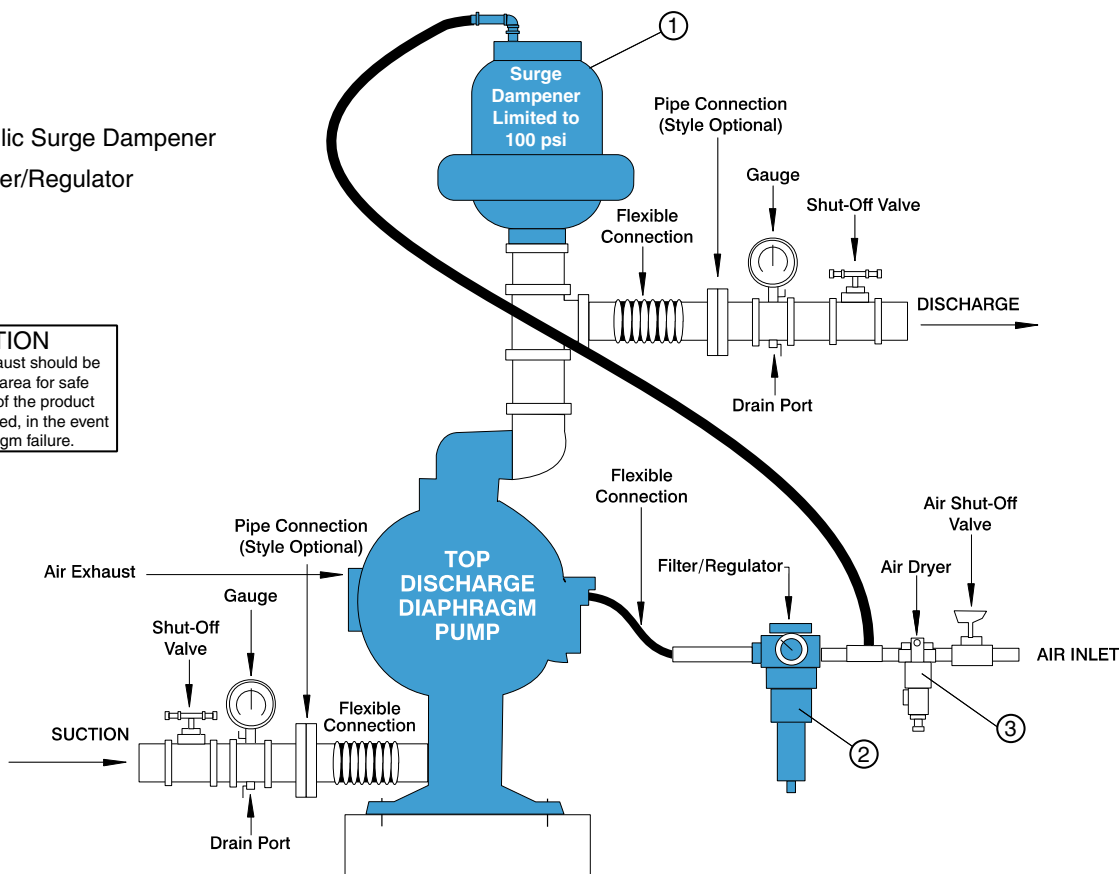 1
Surge
Dampener
Limited to
100 psi
Pipe Connection
(Style Optional)
lic Surge Dampener
er/Regulator
Gauge
Shut-Off Valve
Flexible
Connection
DISCHARGE
TION
aust should be
area for safe
of the product
ed, in the event
gm failure.
Drain Port
Flexible
Connection
Pipe Connection
(Style Optional)
Air Shut-Off
Valve
TOP
DISCHARGE
DIAPHRAGM
PUMP
Air Exhaust
Filter/Regulator
Air Dryer
Gauge
Shut-Off
Valve
AIR INLET
Flexible
Connection
SUCTION
3
2
Drain Port